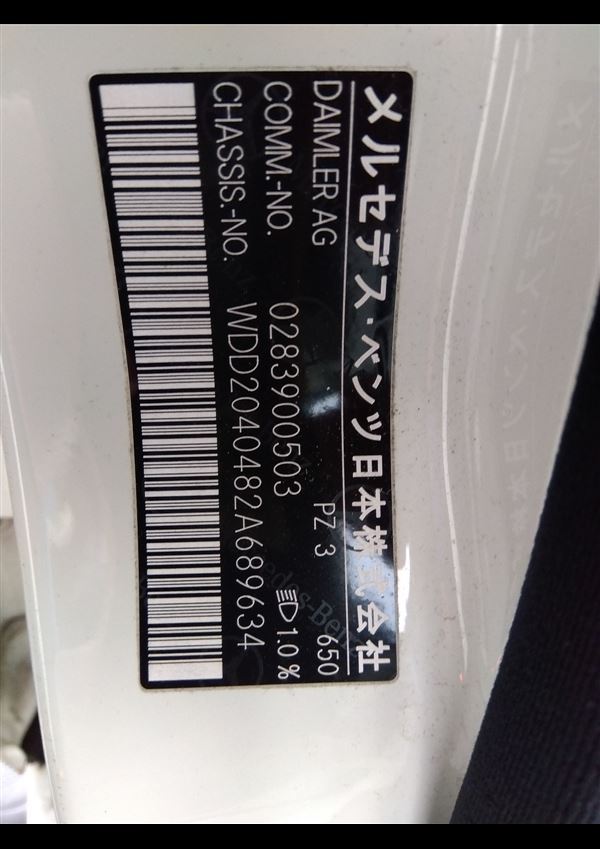 メルセデス・ベンツ 日本株式会社
DAIMLER AG PZ 3 650
COMM.-NO. 0283900503 1.0 %
CHASSIS.-NO. WDD2040482A689634